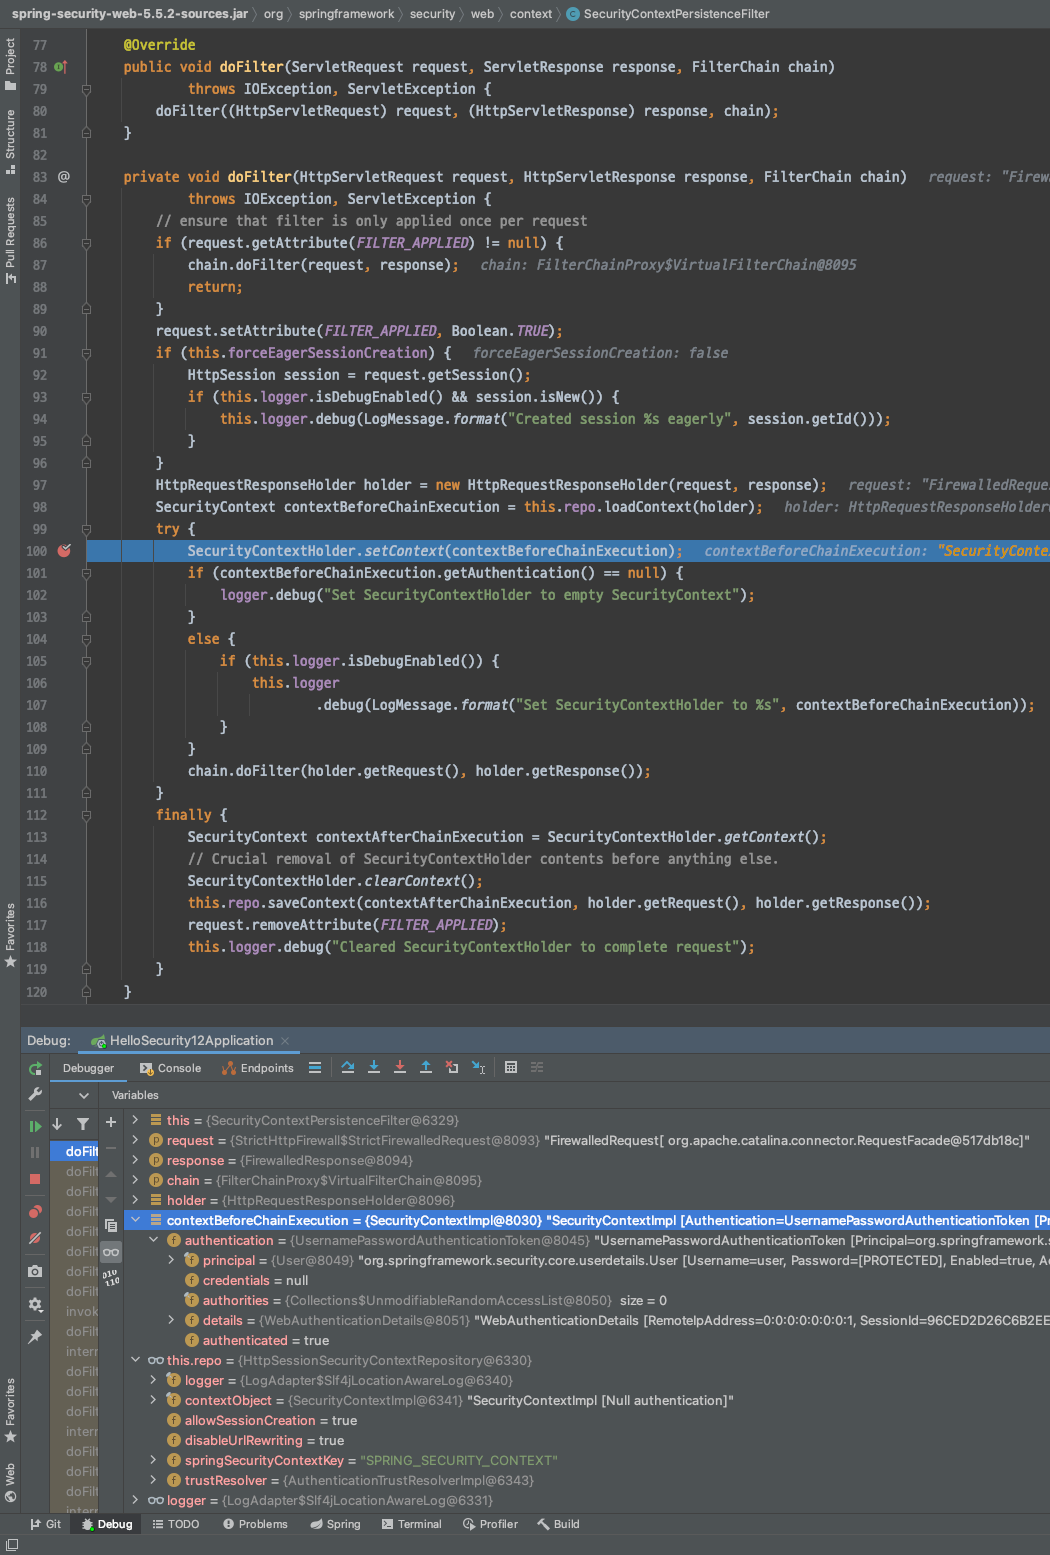 spring-security-web-5.5.2-sources.jar org springframework security web context SecurityContextPersistenceFilter
Project
Structure
Pull Requests
Favorites
Favorites
Web
77 @Override
78 public void doFilter(ServletRequest request, ServletResponse response, FilterChain chain)
79 throws IOException, ServletException {
80 doFilter((HttpServletRequest) request, (HttpServletResponse) response, chain);
81 }
82
83 @ private void doFilter(HttpServletRequest request, HttpServletResponse response, FilterChain chain) request: "Firewa
84 throws IOException, ServletException {
85 // ensure that filter is only applied once per request
86 if (request.getAttribute(FILTER_APPLIED) != null) {
87 chain.doFilter(request, response); chain: FilterChainProxy$VirtualFilterChain@8095
88 return;
89 }
90 request.setAttribute(FILTER_APPLIED, Boolean.TRUE);
91 if (this.forceEagerSessionCreation) { forceEagerSessionCreation: false
92 HttpSession session = request.getSession();
93 if (this.logger.isDebugEnabled() && session.isNew()) {
94 this.logger.debug(LogMessage.format("Created session %s eagerly", session.getId()));
95 }
96 }
97 HttpRequestResponseHolder holder = new HttpRequestResponseHolder(request, response); request: "FirewalledReque
98 SecurityContext contextBeforeChainExecution = this.repo.loadContext(holder); holder: HttpRequestResponseHolder
99 try {
100 SecurityContextHolder.setContext(contextBeforeChainExecution); contextBeforeChainExecution: "SecurityConte
101 if (contextBeforeChainExecution.getAuthentication() == null) {
102 logger.debug("Set SecurityContextHolder to empty SecurityContext");
103 }
104 else {
105 if (this.logger.isDebugEnabled()) {
106 this.logger
107 .debug(LogMessage.format("Set SecurityContextHolder to %s", contextBeforeChainExecution));
108 }
109 }
110 chain.doFilter(holder.getRequest(), holder.getResponse());
111 }
112 finally {
113 SecurityContext contextAfterChainExecution = SecurityContextHolder.getContext();
114 // Crucial removal of SecurityContextHolder contents before anything else.
115 SecurityContextHolder.clearContext();
116 this.repo.saveContext(contextAfterChainExecution, holder.getRequest(), holder.getResponse());
117 request.removeAttribute(FILTER_APPLIED);
118 this.logger.debug("Cleared SecurityContextHolder to complete request");
119 }
120 }
Debug: HelloSecurity12Application
Debugger Console Endpoints
Variables
this = {SecurityContextPersistenceFilter@6329}
request = {StrictHttpFirewall$StrictFirewalledRequest@8093} "FirewalledRequest[ org.apache.catalina.connector.RequestFacade@517db18c]"
doFilt response = {FirewalledResponse@8094}
doFilt chain = {FilterChainProxy$VirtualFilterChain@8095}
doFilt holder = {HttpRequestResponseHolder@8096}
doFilt contextBeforeChainExecution = {SecurityContextImpl@8030} "SecurityContextImpl [Authentication=UsernamePasswordAuthenticationToken [Pr
doFilt authentication = {UsernamePasswordAuthenticationToken@8045} "UsernamePasswordAuthenticationToken [Principal=org.springframework.s
doFilt principal = {User@8049} "org.springframework.security.core.userdetails.User [Username=user, Password=[PROTECTED], Enabled=true, Ac
doFilt credentials = null
doFilt authorities = {Collections$UnmodifiableRandomAccessList@8050} size = 0
invok details = {WebAuthenticationDetails@8051} "WebAuthenticationDetails [RemoteIpAddress=0:0:0:0:0:0:0:1, SessionId=96CED2D26C6B2EE
doFilt authenticated = true
intern this.repo = {HttpSessionSecurityContextRepository@6330}
doFilt logger = {LogAdapter$Slf4jLocationAwareLog@6340}
doFilt contextObject = {SecurityContextImpl@6341} "SecurityContextImpl [Null authentication]"
doFilt allowSessionCreation = true
intern disableUrlRewriting = true
doFilt springSecurityContextKey = "SPRING_SECURITY_CONTEXT"
doFilt trustResolver = {AuthenticationTrustResolverImpl@6343}
doFilt logger = {LogAdapter$Slf4jLocationAwareLog@6331}
intern
Git Debug TODO Problems Spring Terminal Profiler Build